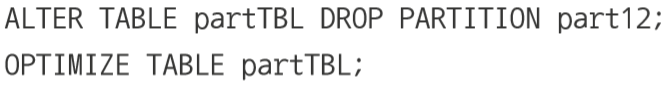 ALTER TABLE partTBL DROP PARTITION part12;
OPTIMIZE TABLE partTBL;